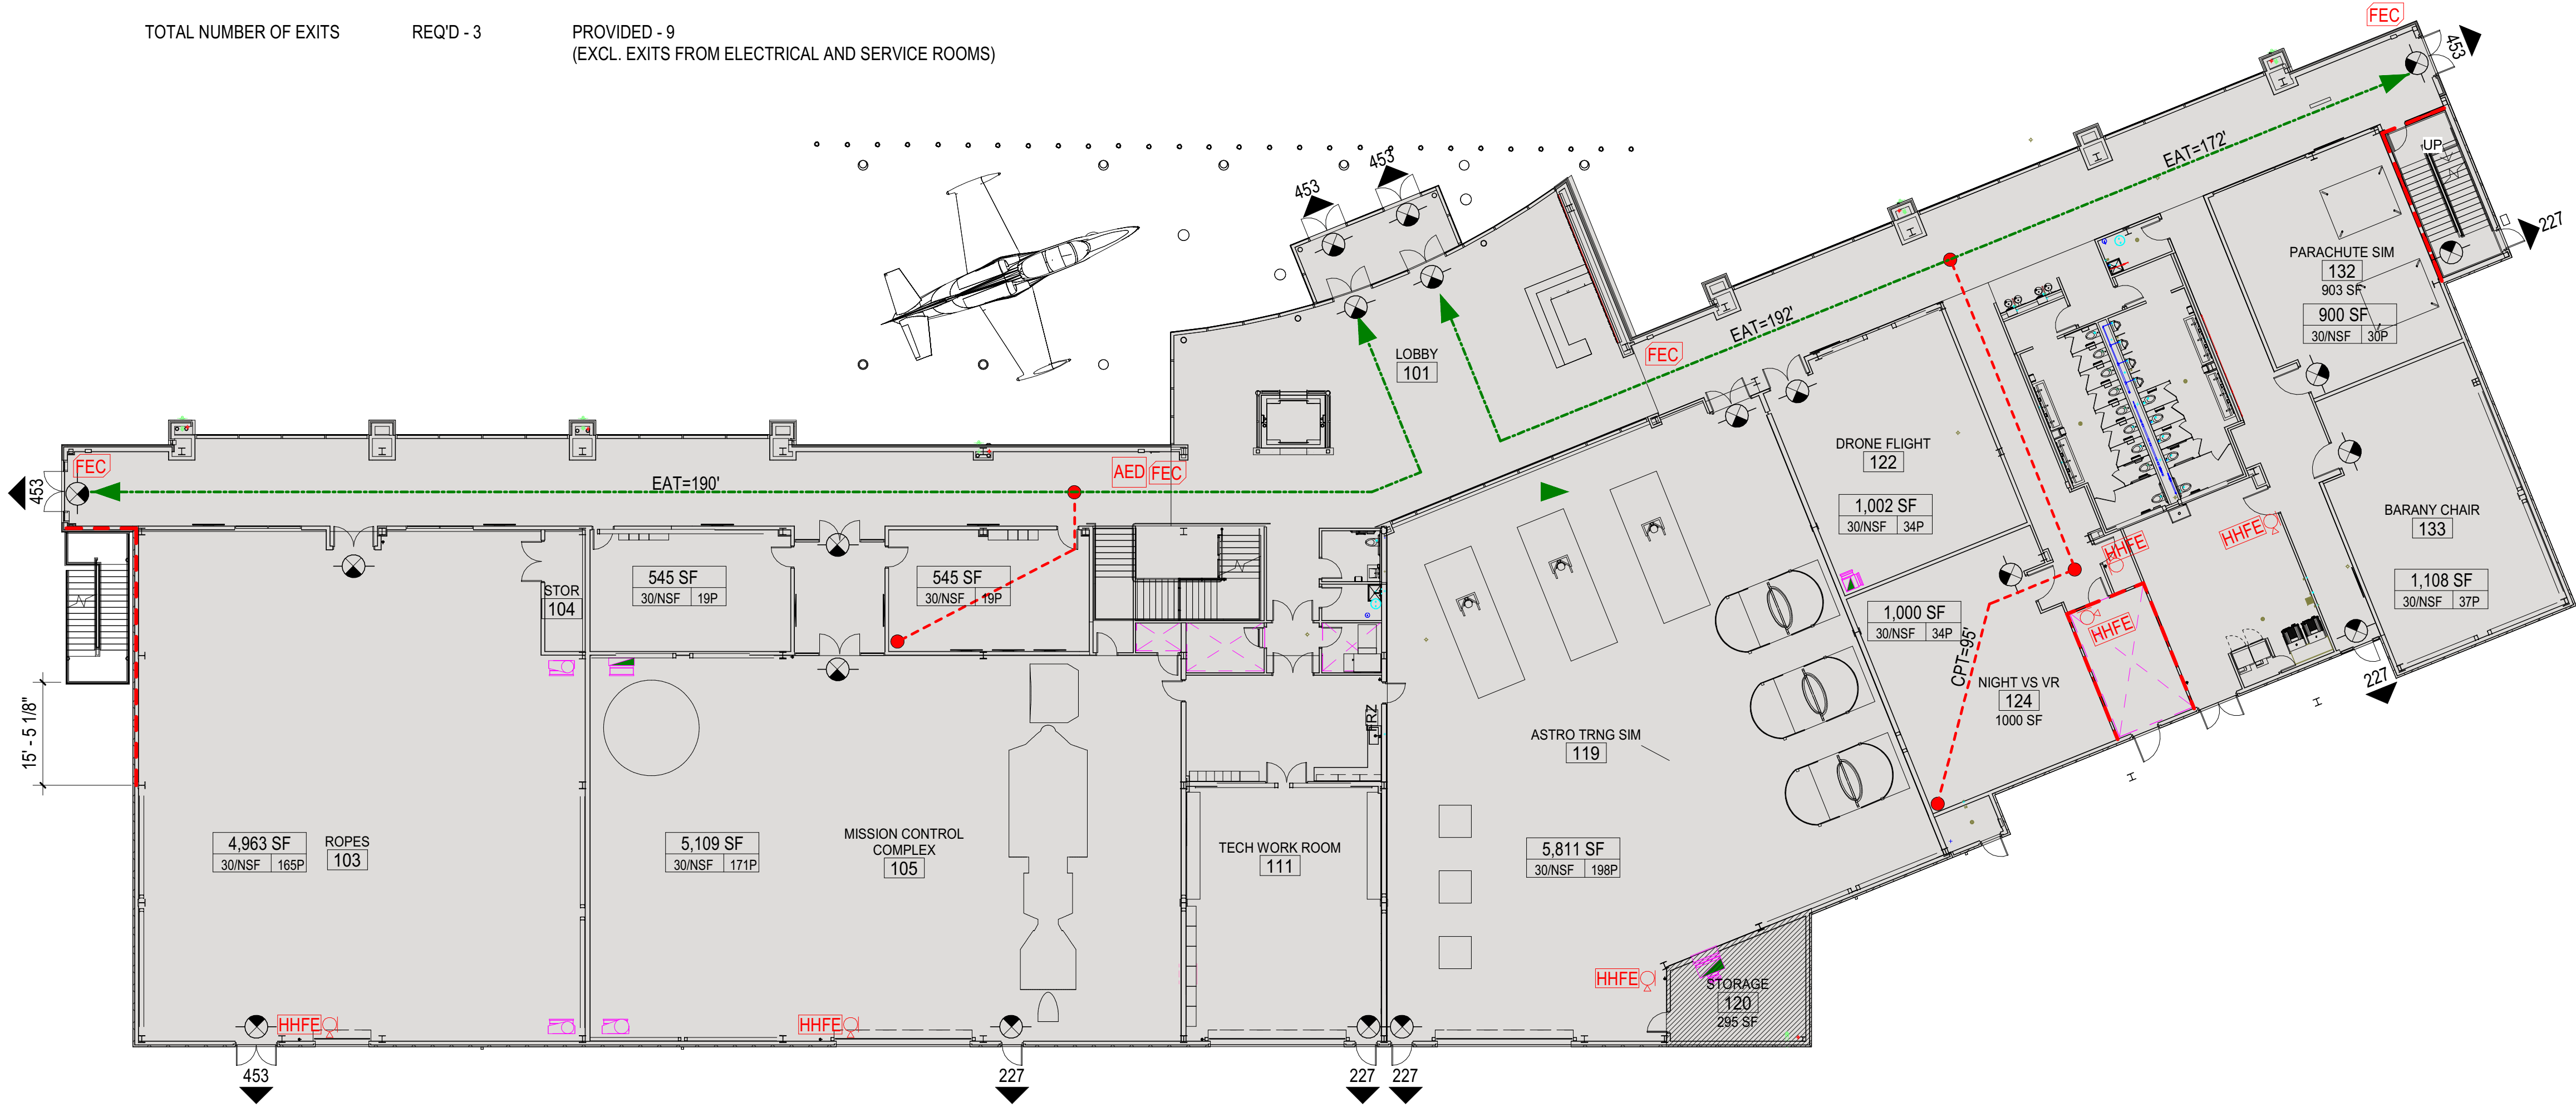 TOTAL NUMBER OF EXITS REQ'D - 3 PROVIDED - 9
(EXCL. EXITS FROM ELECTRICAL AND SERVICE ROOMS)
FEC
453
UP
EAT=172'
453
453
227
PARACHUTE SIM
132
903 SF
900 SF
30/NSF 30P
EAT=192'
FEC
LOBBY
101
DRONE FLIGHT
122
1,002 SF
30/NSF 34P
FEC
453
EAT=190'
AED
FEC
BARANY CHAIR
133
1,108 SF
30/NSF 37P
HHFE
HHFE
HHFE
STOR
104
545 SF
30/NSF 19P
545 SF
30/NSF 19P
1,000 SF
30/NSF 34P
CPT=95'
NIGHT VS VR
124
1000 SF
227
15' - 5 1/8"
TRZ
ASTRO TRNG SIM
119
4,963 SF
30/NSF 165P
ROPES
103
5,109 SF
30/NSF 171P
MISSION CONTROL
COMPLEX
105
TECH WORK ROOM
111
5,811 SF
30/NSF 198P
HHFE
STORAGE
120
295 SF
HHFE
HHFE
453
227
227
227